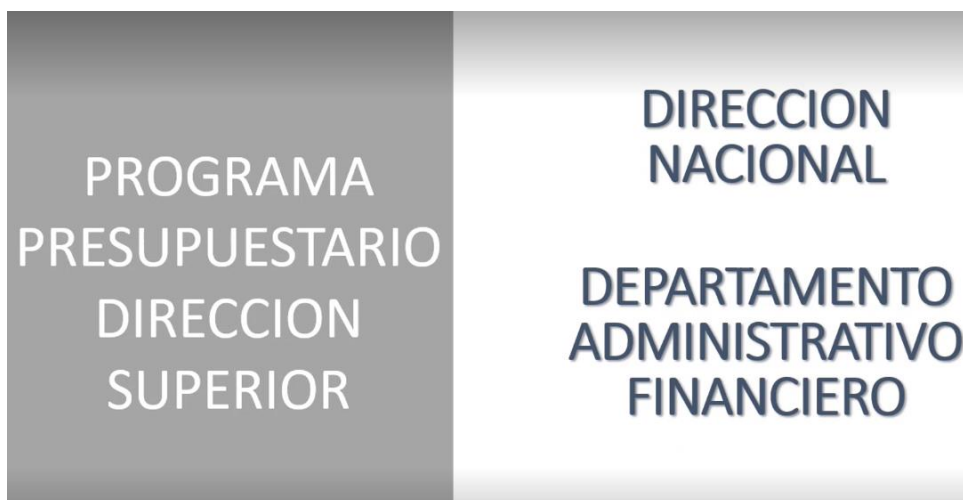 PROGRAMA
PRESUPUESTARIO
DIRECCION
SUPERIOR
DIRECCION
NACIONAL
DEPARTAMENTO
ADMINISTRATIVO
FINANCIERO